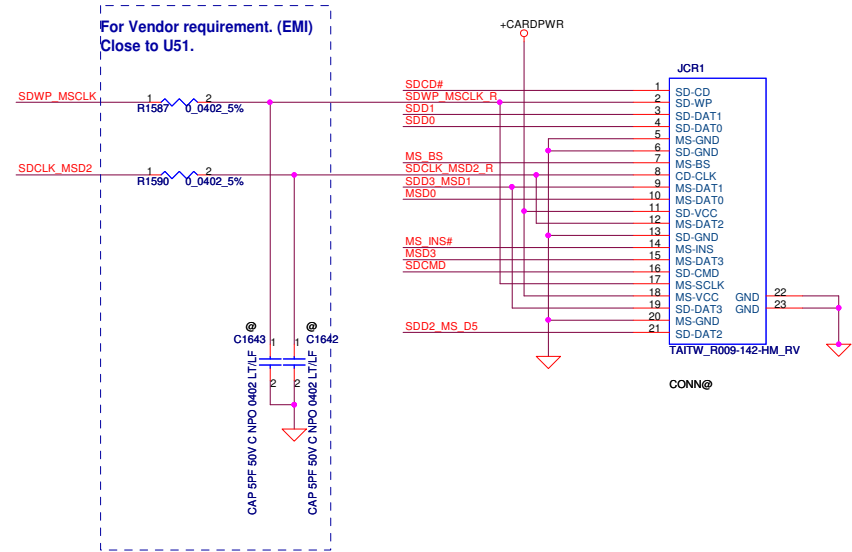 For Vendor requirement. (EMI)
Close to U51.
+CARDPWR
JCR1
SDWP_MSCLK
1
2
R1587
0_0402_5%
SDCLK_MSD2
1
2
R1590
0_0402_5%
SDCD#
1
SD-CD
SDWP_MSCLK_R
2
SD-WP
SDD1
3
SD-DAT1
SDD0
4
SD-DAT0
5
MS-GND
6
SD-GND
MS_BS
7
MS-BS
SDCLK_MSD2_R
8
CD-CLK
SDD3_MSD1
9
MS-DAT1
MSD0
10
MS-DAT0
11
SD-VCC
12
MS-DAT2
13
SD-GND
MS_INS#
14
MS-INS
MSD3
15
MS-DAT3
SDCMD
16
SD-CMD
17
MS-SCLK
18
MS-VCC
GND
22
19
SD-DAT3
GND
23
20
MS-GND
SDD2_MS_D5
21
SD-DAT2
TAITW_R009-142-HM_RV
CONN@
@
C1643
1
2
CAP 5PF 50V C NPO 0402 LT/LF
@
C1642
1
2
CAP 5PF 50V C NPO 0402 LT/LF